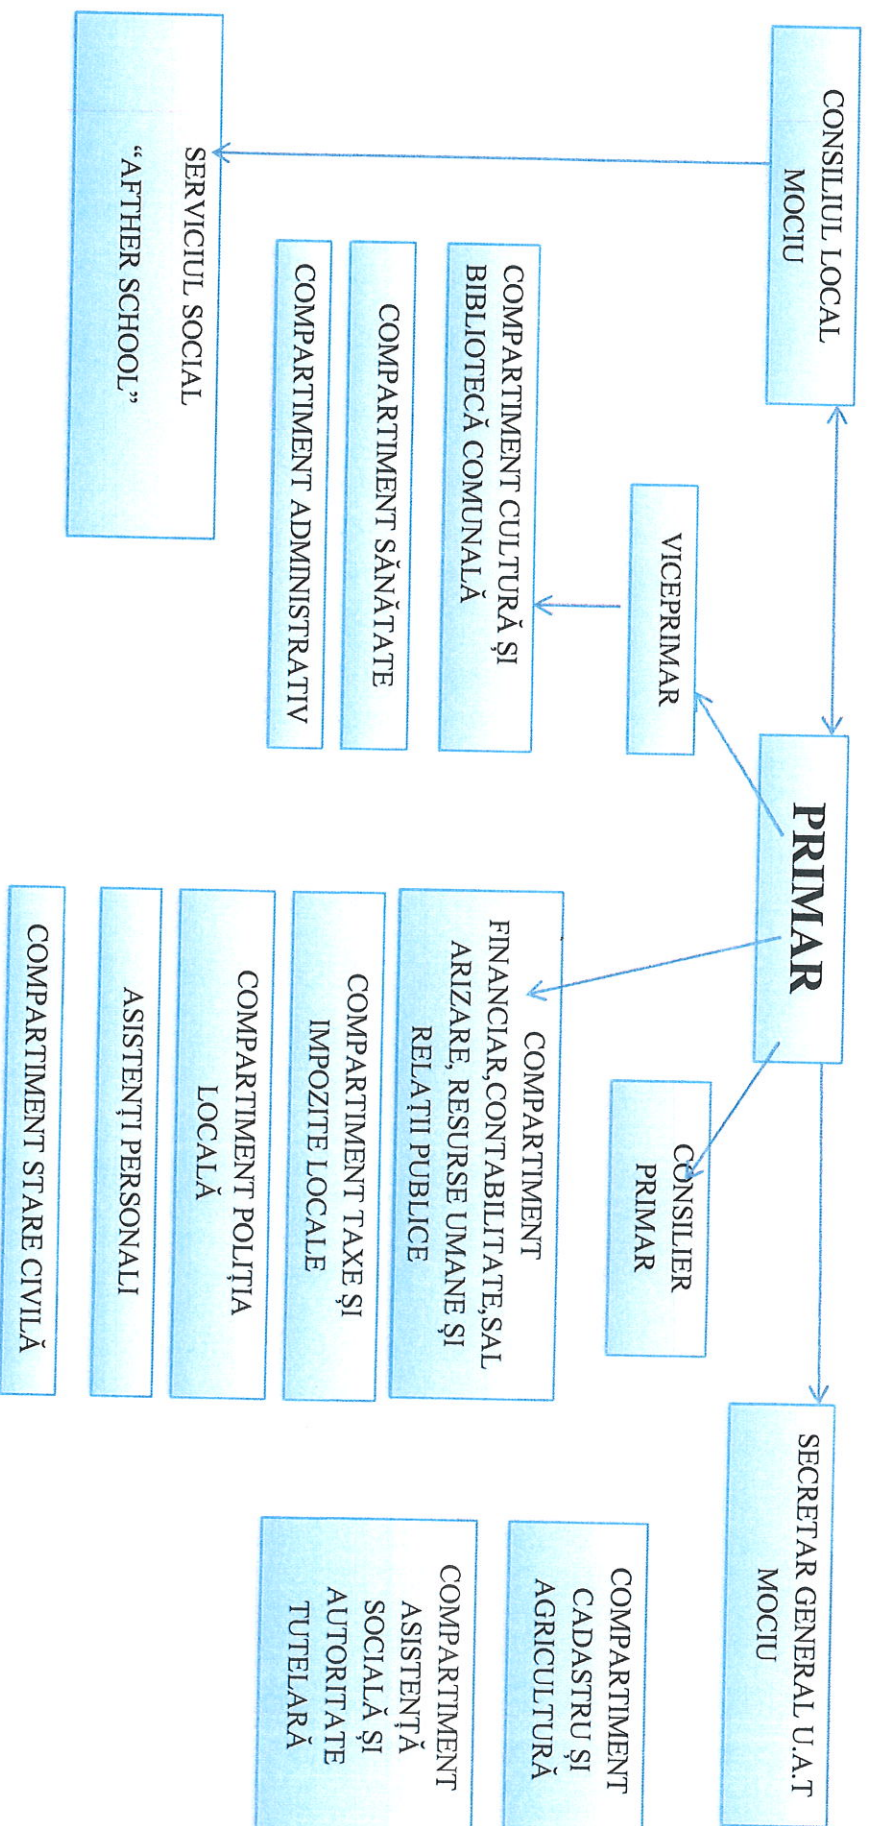 CONSILIUL LOCAL
MOCIU
PRIMAR
SECRETAR GENERAL U.A.T
MOCIU
VICEPRIMAR
CONSILIER
PRIMAR
COMPARTIMENT CULTURĂ ȘI
BIBLIOTECĂ COMUNALĂ
COMPARTIMENT SĂNĂTATE
COMPARTIMENT ADMINISTRATIV
SERVICIUL SOCIAL
“AFTHER SCHOOL”
COMPARTIMENT
FINANCIAR,CONTABILITATE,SAL
ARIZARE, RESURSE UMANE ȘI
RELAȚII PUBLICE
COMPARTIMENT TAXE ȘI
IMPOZITE LOCALE
COMPARTIMENT POLIȚIA
LOCALĂ
ASISTENȚI PERSONALI
COMPARTIMENT STARE CIVILĂ
COMPARTIMENT
CADASTRU ȘI
AGRICULTURĂ
COMPARTIMENT
ASISTENȚĂ
SOCIALĂ ȘI
AUTORITATE
TUTELARĂ